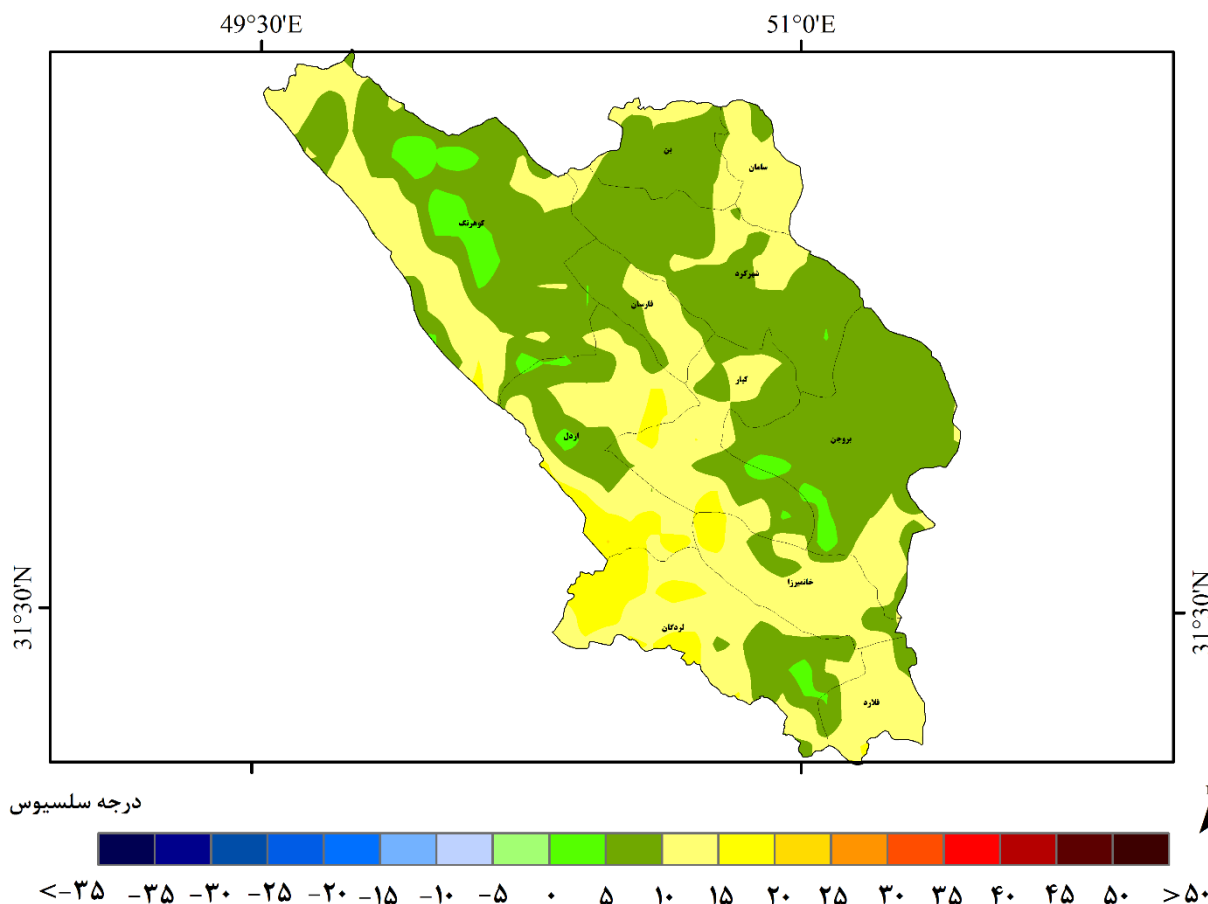 49°30'E 51°0'E
بن
سامان
کوهرنگ
شهرکرد
فارسان
کیار
اردل
بروجن
خانمیرزا
31°30'N 31°30'N
لردگان
فلارد
درجه سلسیوس
<-۳۵ -۳۵ -۳۰ -۲۵ -۲۰ -۱۵ -۱۰ -۵ ۰ ۵ ۱۰ ۱۵ ۲۰ ۲۵ ۳۰ ۳۵ ۴۰ ۴۵ ۵۰ >۵۰